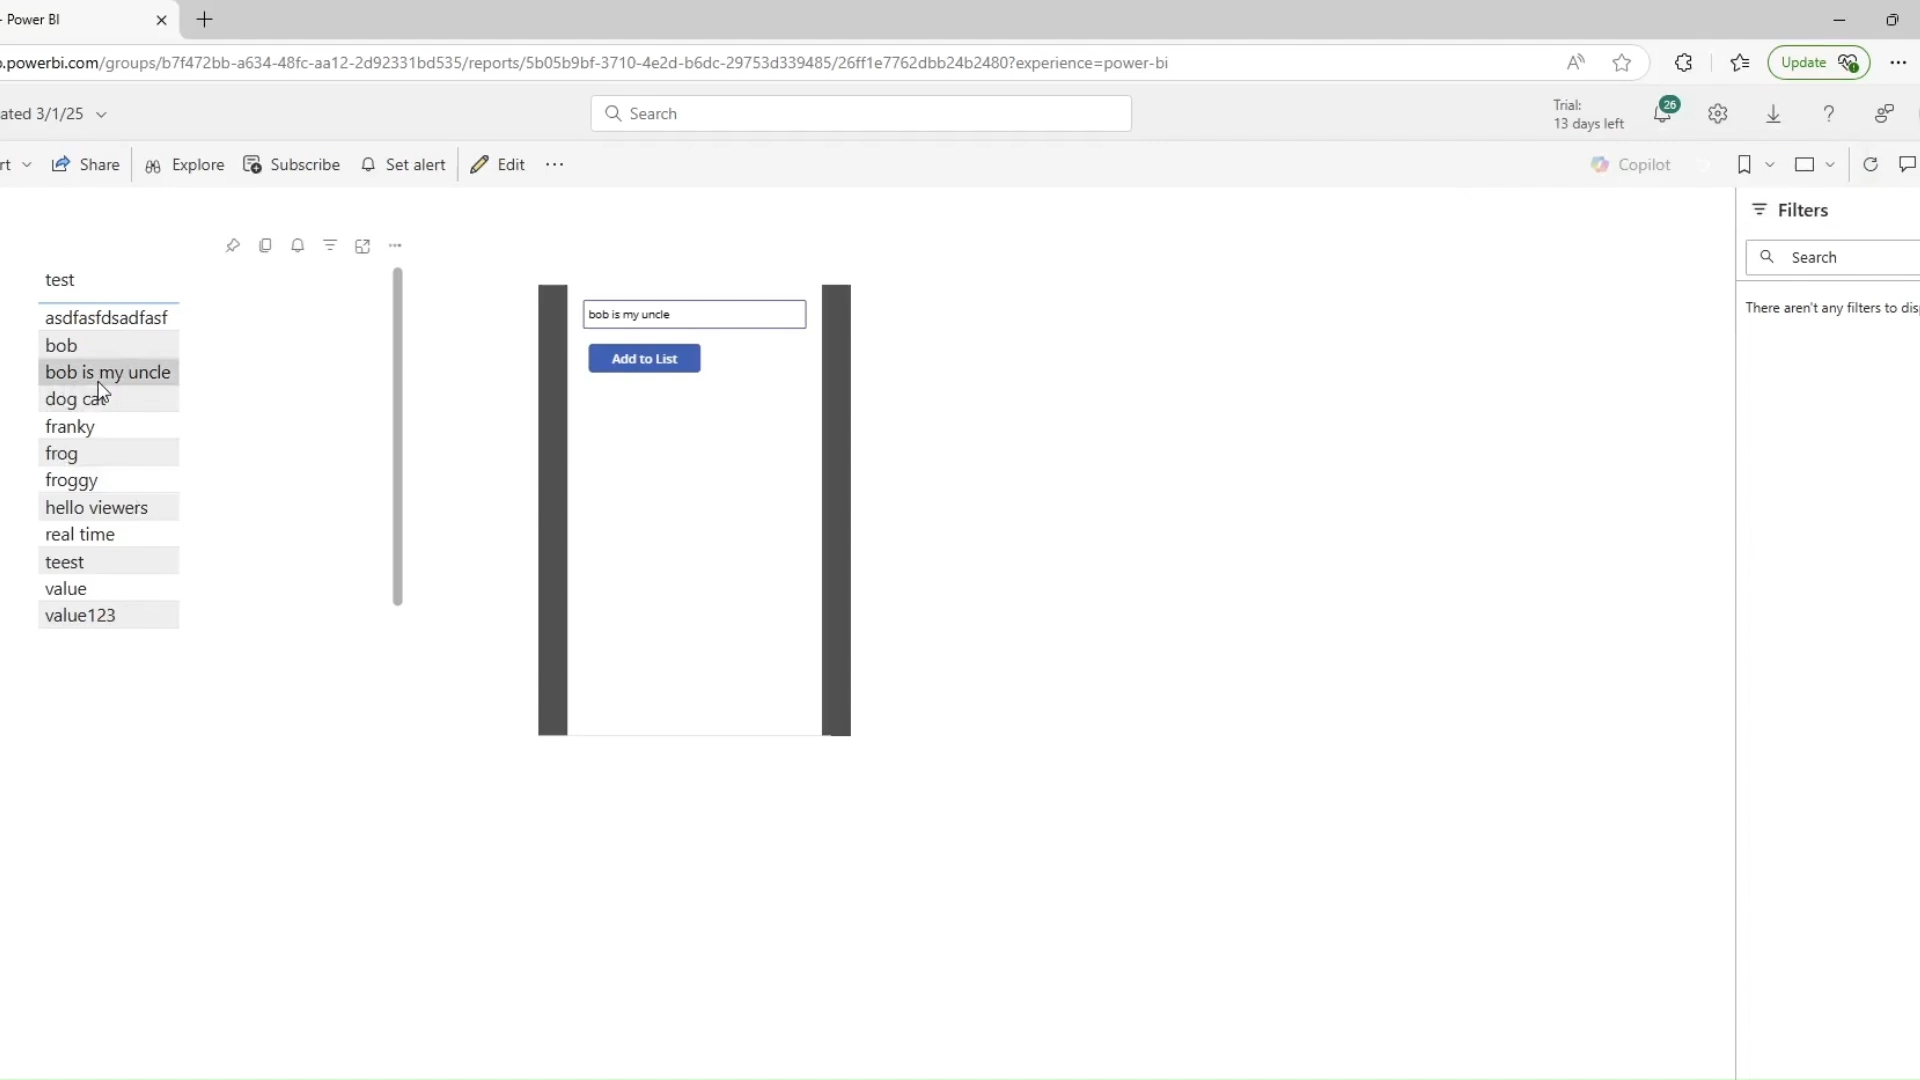 - Power BI
.powerbi.com/groups/b7f472bb-a634-48fc-aa12-2d92331bd535/reports/5b05b9bf-3710-4e2d-b6dc-29753d339485/26ff1e7762dbb24b2480?experience=power-bi
Update
ated 3/1/25
Search
Trial:
13 days left
26
rt
Share
Explore
Subscribe
Set alert
Edit
Copilot
Filters
Search
There aren't any filters to dis
test
asdfasfdsadfasf
bob
bob is my uncle
dog cat
franky
frog
froggy
hello viewers
real time
teest
value
value123
bob is my uncle
Add to List